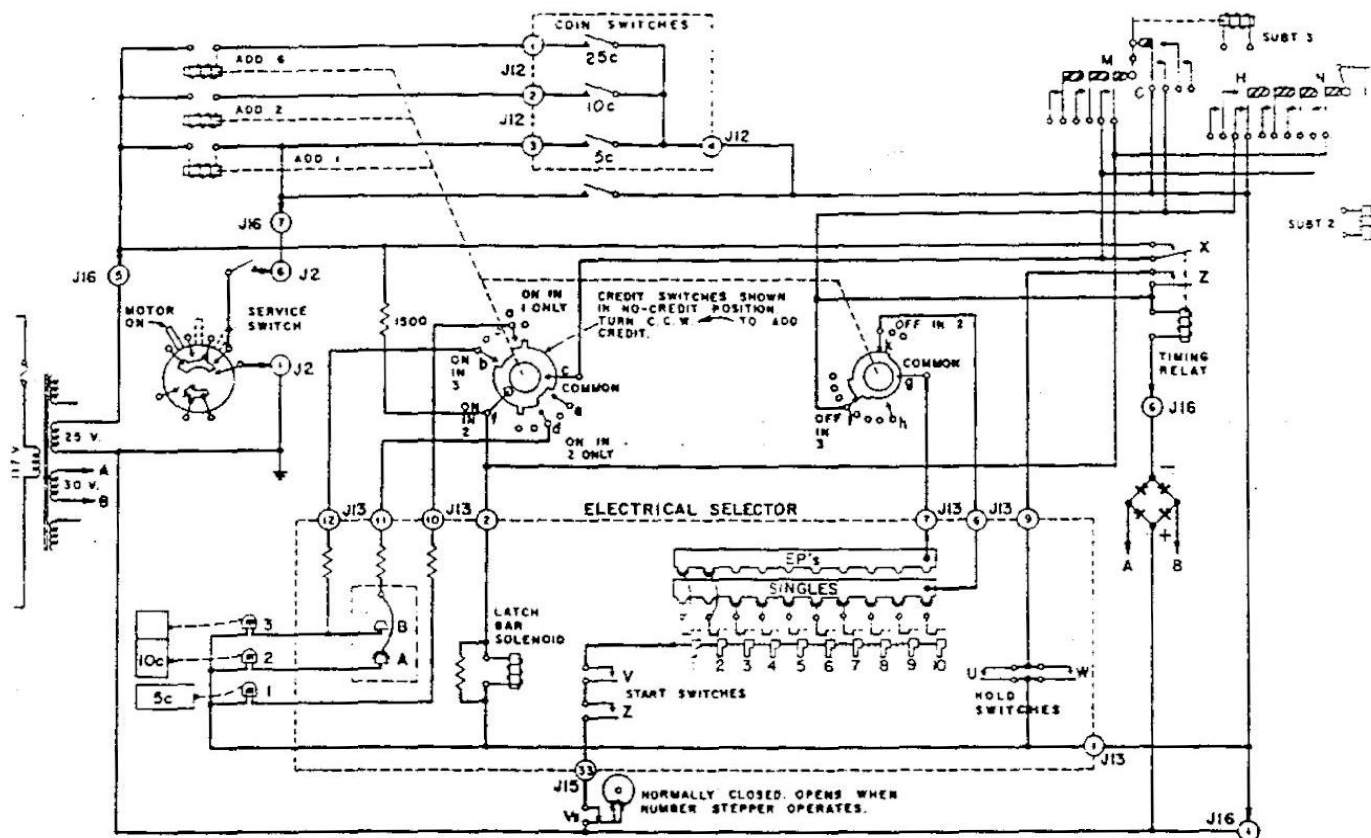 COIN SWITCHES
ADD 6
1
J12
25c
SUBT 3
M
C
H
4
ADD 2
2
J12
10c
ADD 1
3
5c
4
J12
J16
7
SUBT 2
J16
5
6
J2
X
Z
MOTOR ON
SERVICE SWITCH
1500
a
ON IN 1 ONLY
CREDIT SWITCHES SHOWN
IN NO-CREDIT POSITION
TURN C.C.W. TO ADD
CREDIT.
OFF IN 2
k
b
ON IN 3
c
COMMON
COMMON
g
TIMING RELAY
J2
ON IN 2
f
e
d
ON IN 2 ONLY
OFF IN 3
h
6
J16
117 V
25 V.
30 V.
A
B
12
J13
11
10
J13
2
ELECTRICAL SELECTOR
7
J13
6
J13
9
-
+
A
B
EP's
SINGLES
LATCH BAR SOLENOID
3
B
10c
2
A
5c
1
2 3 4 5 6 7 8 9 10
V
START SWITCHES
Z
U
W
HOLD SWITCHES
J13
33
J15
NORMALLY CLOSED. OPENS WHEN
NUMBER STEPPER OPERATES.
J16